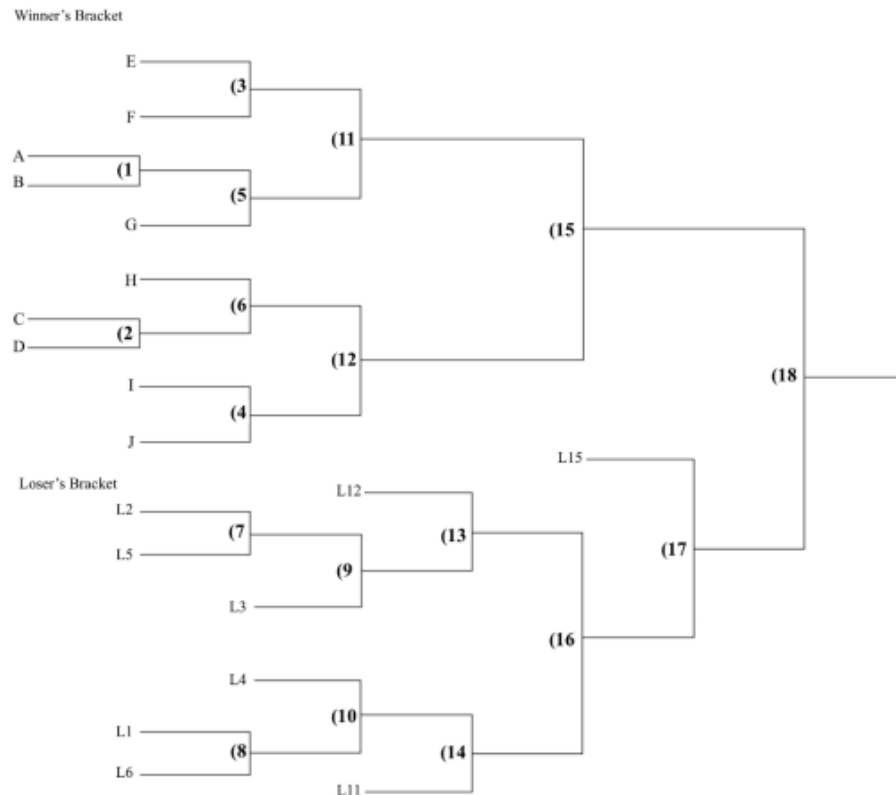 Winner's Bracket
E
(3
F
(11
A
(1
B
(5
G
(15
H
(6
C
(2
D
(12
I
(18
(4
J
L15
Loser's Bracket
L12
L2
(7
(13
L5
(17
(9
L3
(16
L4
(10
L1
(8
(14
L6
L11